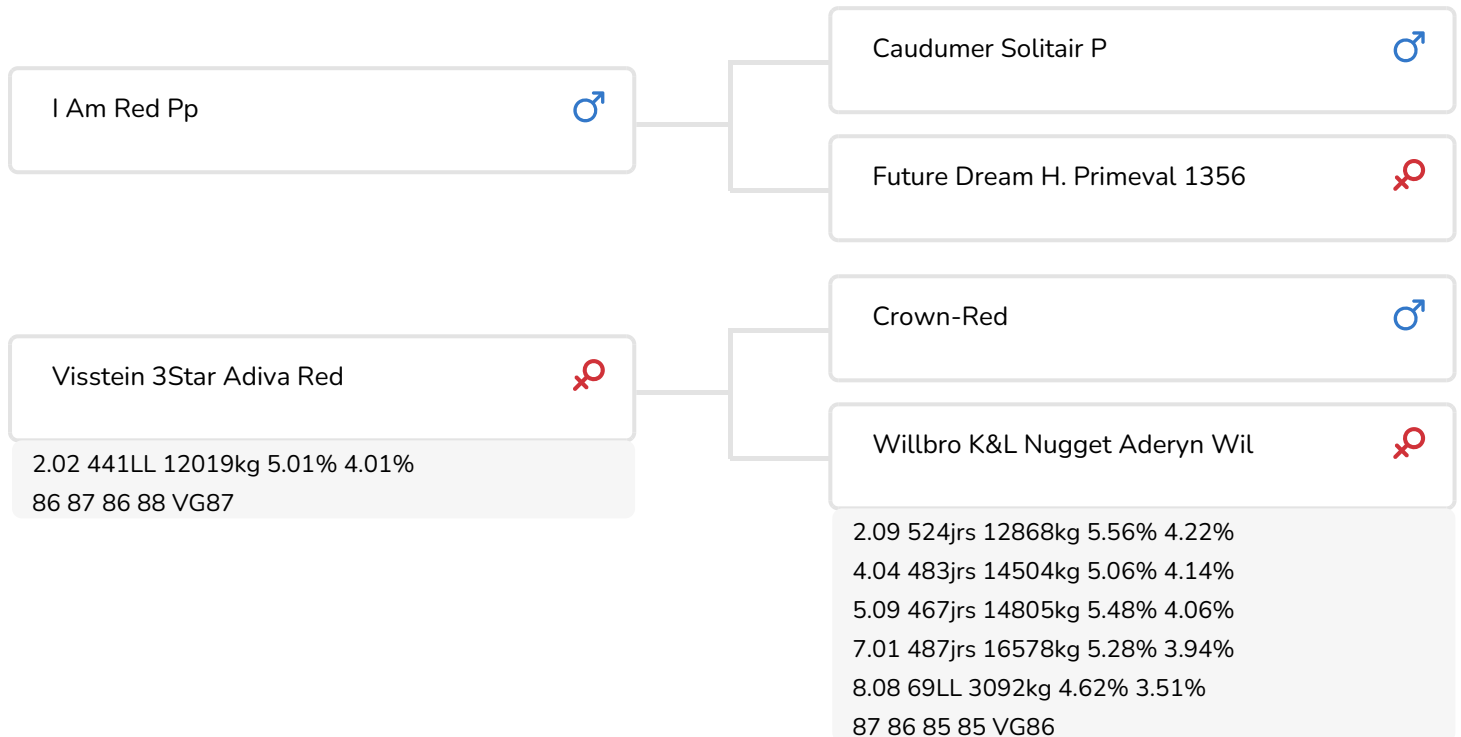 I Am Red Pp
Caudumer Solitair P
Future Dream H. Primeval 1356
Visstein 3Star Adiva Red
2.02 441LL 12019kg 5.01% 4.01%
86 87 86 88 VG87
Crown-Red
Willbro K&L Nugget Aderyn Wil
2.09 524jrs 12868kg 5.56% 4.22%
4.04 483jrs 14504kg 5.06% 4.14%
5.09 467jrs 14805kg 5.48% 4.06%
7.01 487jrs 16578kg 5.28% 3.94%
8.08 69LL 3092kg 4.62% 3.51%
87 86 85 85 VG86